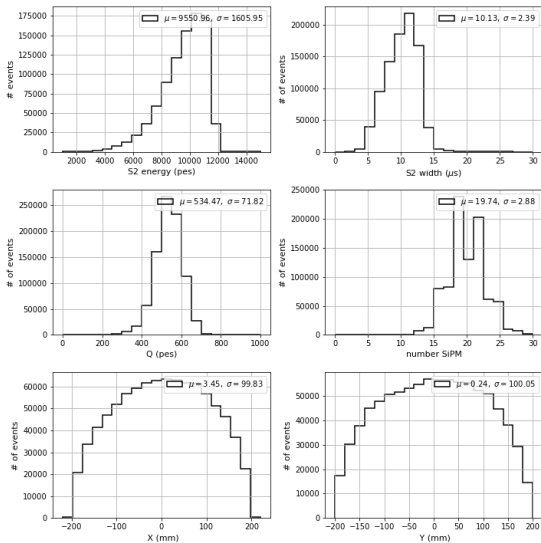 175000
150000
125000
100000
75000
50000
25000
0
# events
μ=9550.96, σ=1605.95
2000 4000 6000 8000 10000 12000 14000
S2 energy (pes)
200000
150000
100000
50000
0
# of events
μ=10.13, σ=2.39
0 5 10 15 20 25 30
S2 width (μs)
250000
200000
150000
100000
50000
0
# of events
μ=534.47, σ=71.82
0 200 400 600 800 1000
Q (pes)
200000
150000
100000
50000
0
# of events
μ=19.74, σ=2.88
0 5 10 15 20 25 30
number SiPM
60000
50000
40000
30000
20000
10000
0
# of events
μ=3.45, σ=99.83
−200 −100 0 100 200
X (mm)
50000
40000
30000
20000
10000
0
# of events
μ=0.24, σ=100.05
−200 −150 −100 −50 0 50 100 150 200
Y (mm)